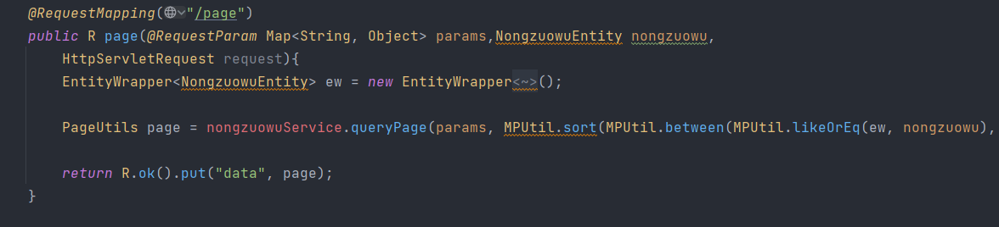 @RequestMapping("/page")
public R page(@RequestParam Map<String, Object> params,NongzuowuEntity nongzuowu,
HttpServletRequest request){
EntityWrapper<NongzuowuEntity> ew = new EntityWrapper<~>();
PageUtils page = nongzuowuService.queryPage(params, MPUtil.sort(MPUtil.between(MPUtil.likeOrEq(ew, nongzuowu),
return R.ok().put("data", page);
}